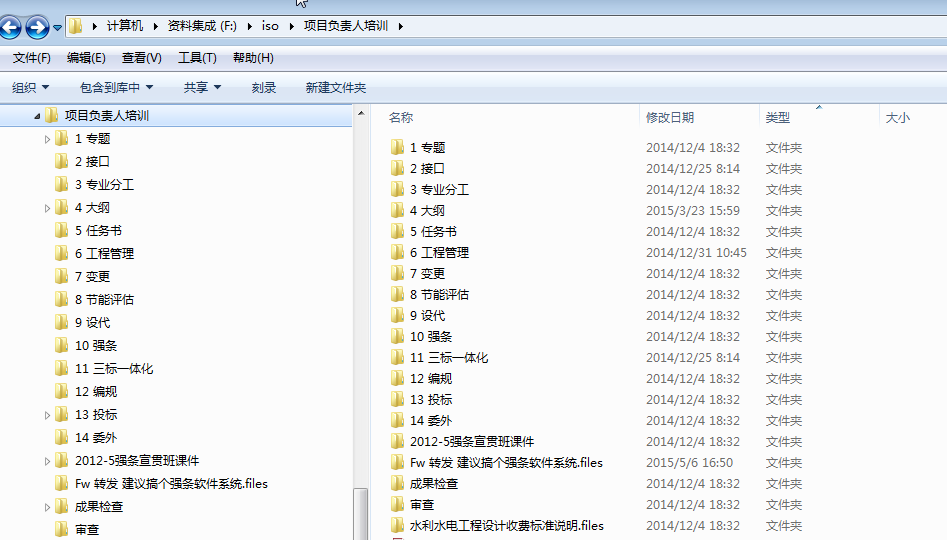 计算机 资料集成 (F:) iso 项目负责人培训
文件(F) 编辑(E) 查看(V) 工具(T) 帮助(H)
组织 包含到库中 共享 刻录 新建文件夹
项目负责人培训
1 专题
2 接口
3 专业分工
4 大纲
5 任务书
6 工程管理
7 变更
8 节能评估
9 设代
10 强条
11 三标一体化
12 编规
13 投标
14 委外
2012-5强条宣贯班课件
Fw 转发 建议搞个强条软件系统.files
成果检查
审查
名称 修改日期 类型 大小
1 专题 2014/12/4 18:32 文件夹
2 接口 2014/12/25 8:14 文件夹
3 专业分工 2014/12/4 18:32 文件夹
4 大纲 2015/3/23 15:59 文件夹
5 任务书 2014/12/4 18:32 文件夹
6 工程管理 2014/12/31 10:45 文件夹
7 变更 2014/12/4 18:32 文件夹
8 节能评估 2014/12/4 18:32 文件夹
9 设代 2014/12/4 18:32 文件夹
10 强条 2014/12/4 18:32 文件夹
11 三标一体化 2014/12/25 8:14 文件夹
12 编规 2014/12/4 18:32 文件夹
13 投标 2014/12/4 18:32 文件夹
14 委外 2014/12/4 18:32 文件夹
2012-5强条宣贯班课件 2014/12/4 18:32 文件夹
Fw 转发 建议搞个强条软件系统.files 2015/5/6 16:50 文件夹
成果检查 2014/12/4 18:32 文件夹
审查 2014/12/4 18:32 文件夹
水利水电工程设计收费标准说明.files 2014/12/4 18:32 文件夹